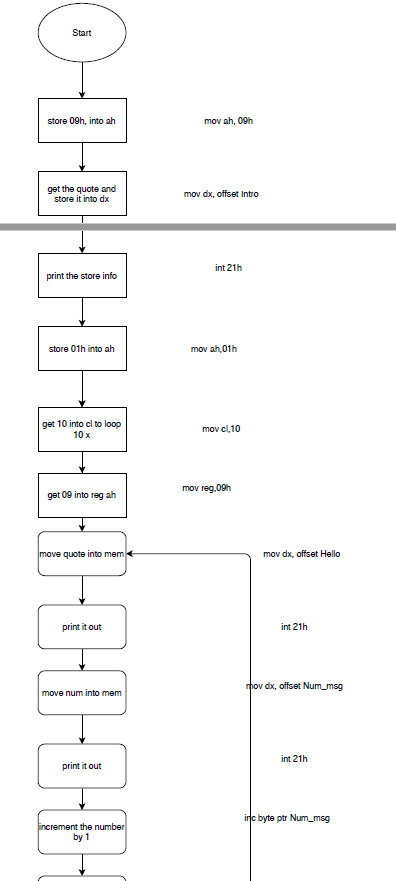 Start
store 09h, into ah
mov ah, 09h
get the quote and
store it into dx
mov dx, offset Intro
print the store info
int 21h
store 01h into ah
mov ah,01h
get 10 into cl to loop
10 x
mov cl,10
get 09 into reg ah
mov reg,09h
move quote into mem
mov dx, offset Hello
print it out
int 21h
move num into mem
mov dx, offset Num_msg
print it out
int 21h
increment the number
by 1
inc byte ptr Num_msg